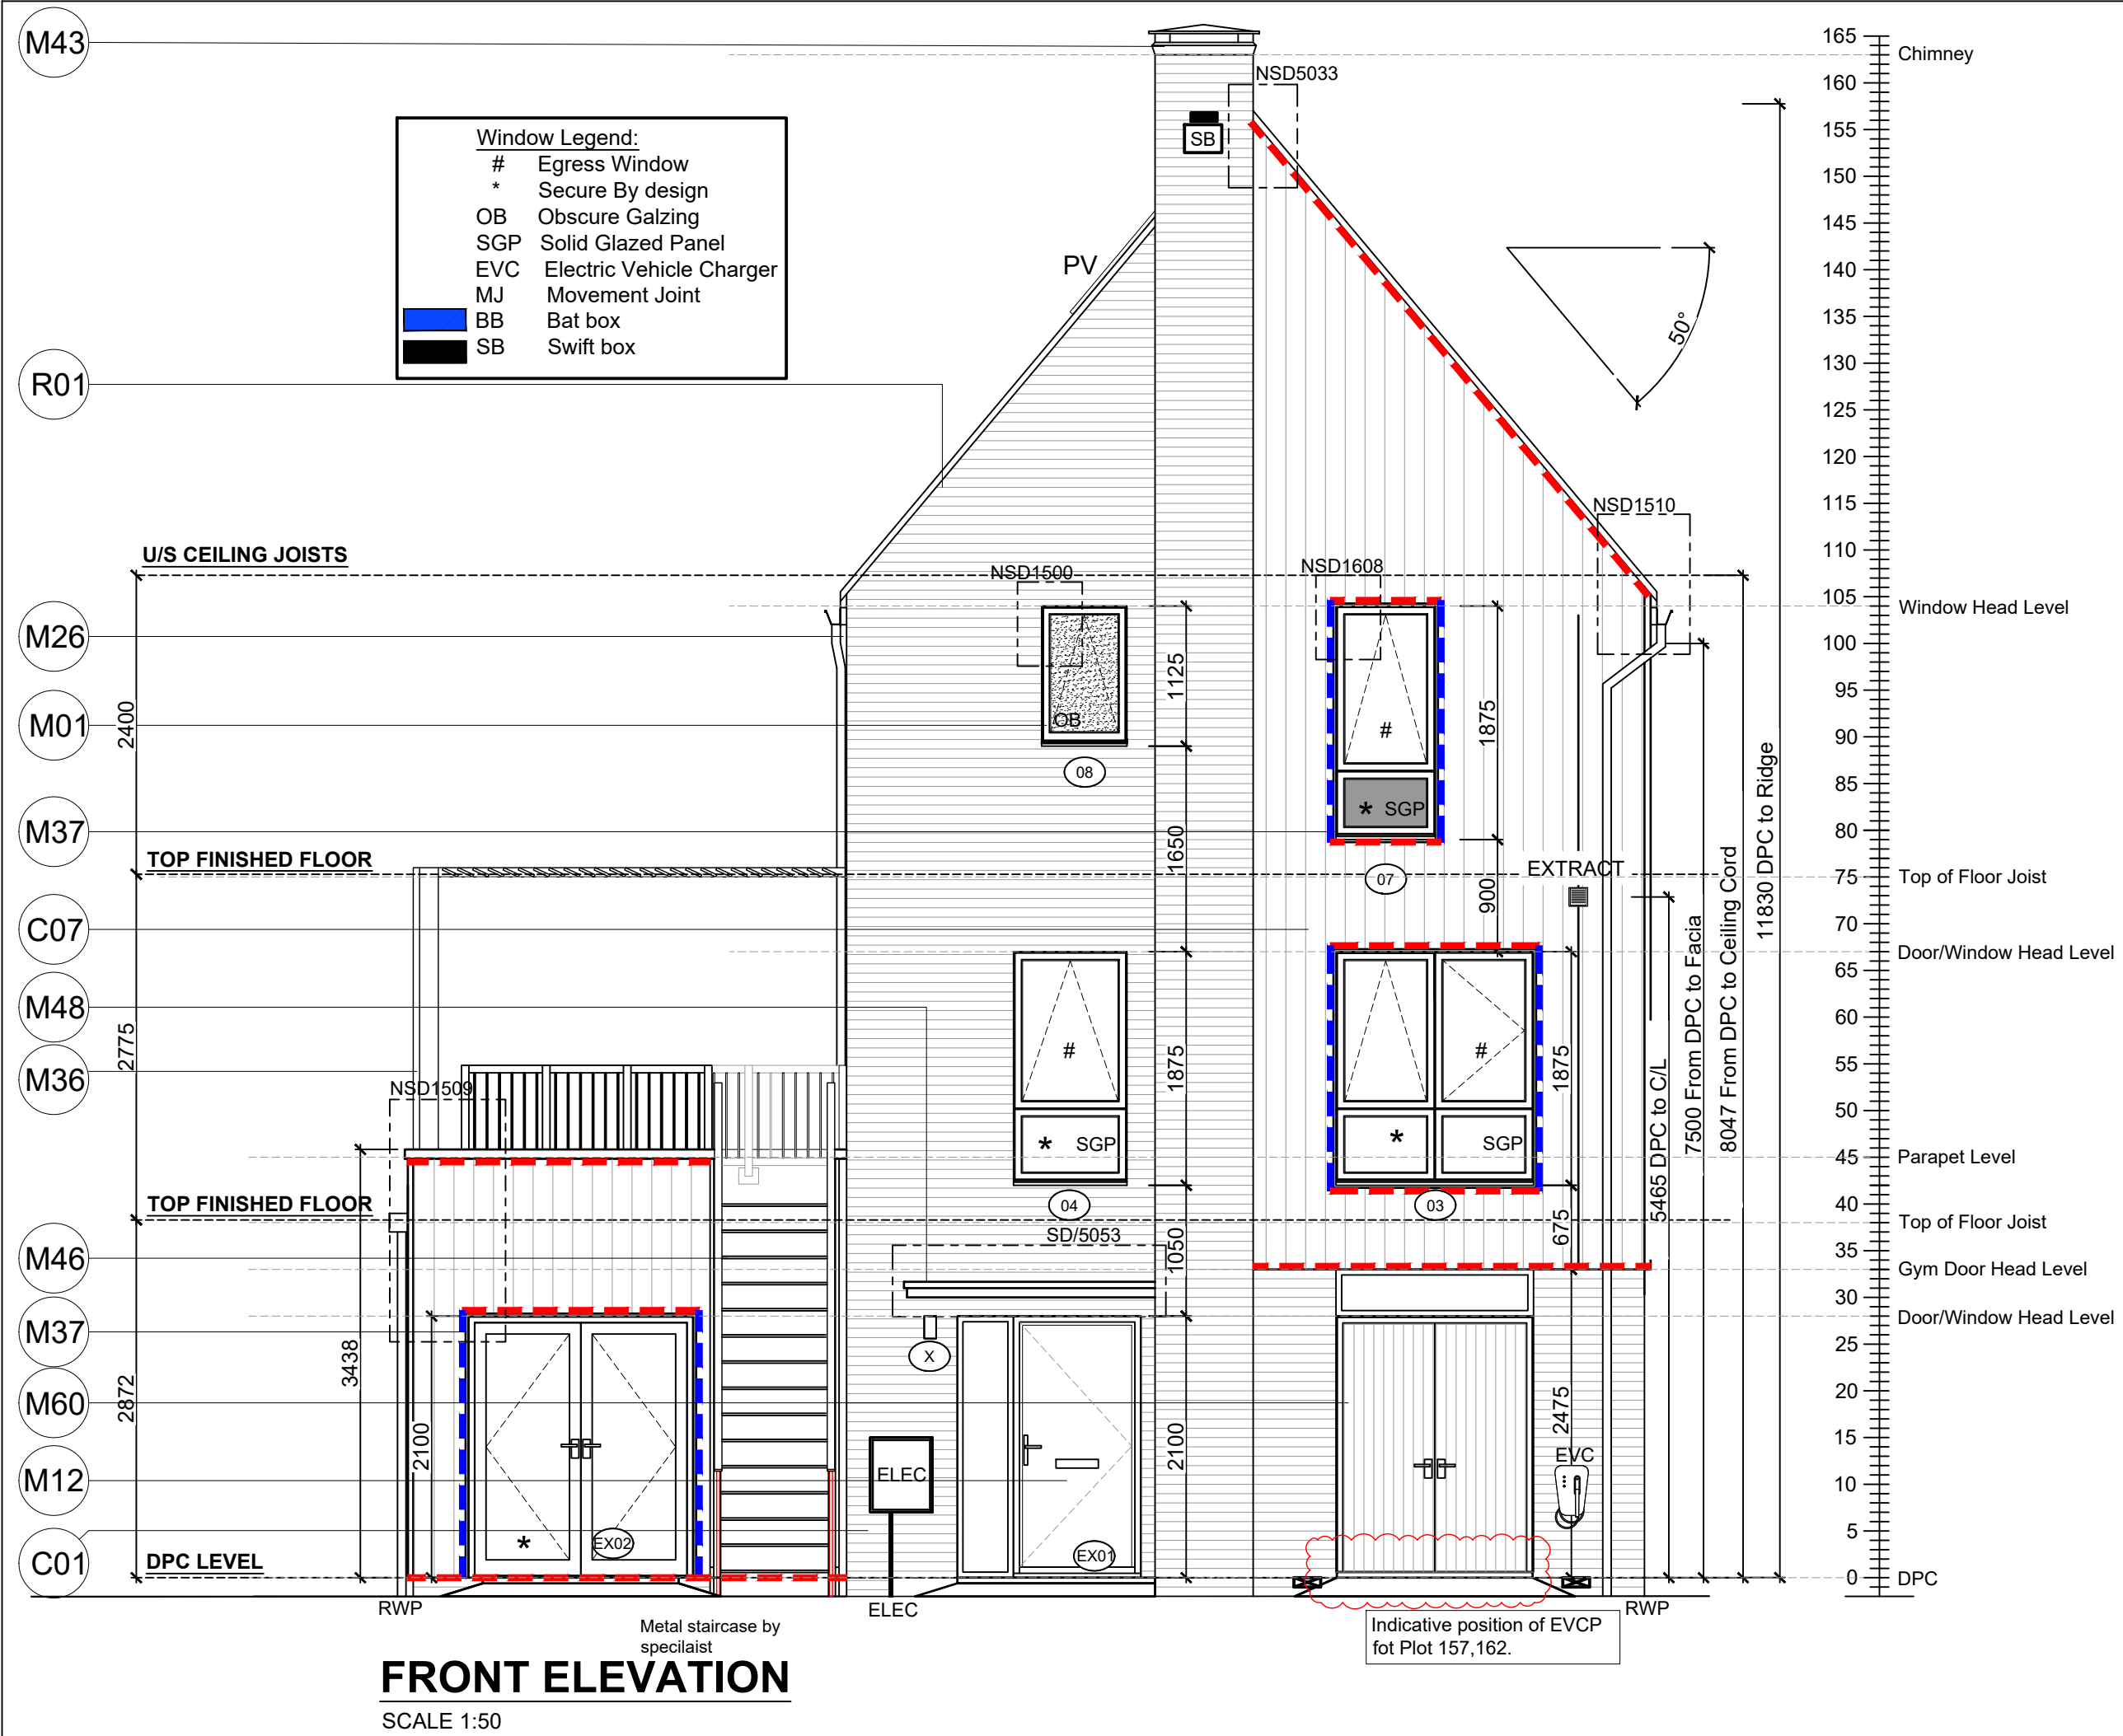 M43
R01
M26
M01
M37
C07
M48
M36
M46
M37
M60
M12
C01
Window Legend:
# Egress Window
* Secure By design
OB Obscure Galzing
SGP Solid Glazed Panel
EVC Electric Vehicle Charger
MJ Movement Joint
BB Bat box
SB Swift box
NSD5033
SB
PV
50°
NSD1510
NSD1500
NSD1608
U/S CEILING JOISTS
2400
TOP FINISHED FLOOR
2775
TOP FINISHED FLOOR
2872
DPC LEVEL
OB
08
1125
1650
1875
1050
2100
#
* SGP
07
1875
900
EXTRACT
#
* SGP
04
#
* SGP
03
1875
675
2475
SD/5053
NSD1509
3438
2100
X
ELEC
EVC
*
EX02
EX01
5465 DPC to C/L
7500 From DPC to Facia
8047 From DPC to Ceiling Cord
11830 DPC to Ridge
165
160
155
150
145
140
135
130
125
120
115
110
105
100
95
90
85
80
75
70
65
60
55
50
45
40
35
30
25
20
15
10
5
0
Chimney
Window Head Level
Top of Floor Joist
Door/Window Head Level
Parapet Level
Top of Floor Joist
Gym Door Head Level
Door/Window Head Level
DPC
RWP
ELEC
RWP
Metal staircase by
specilaist
Indicative position of EVCP
fot Plot 157,162.
FRONT ELEVATION
SCALE 1:50